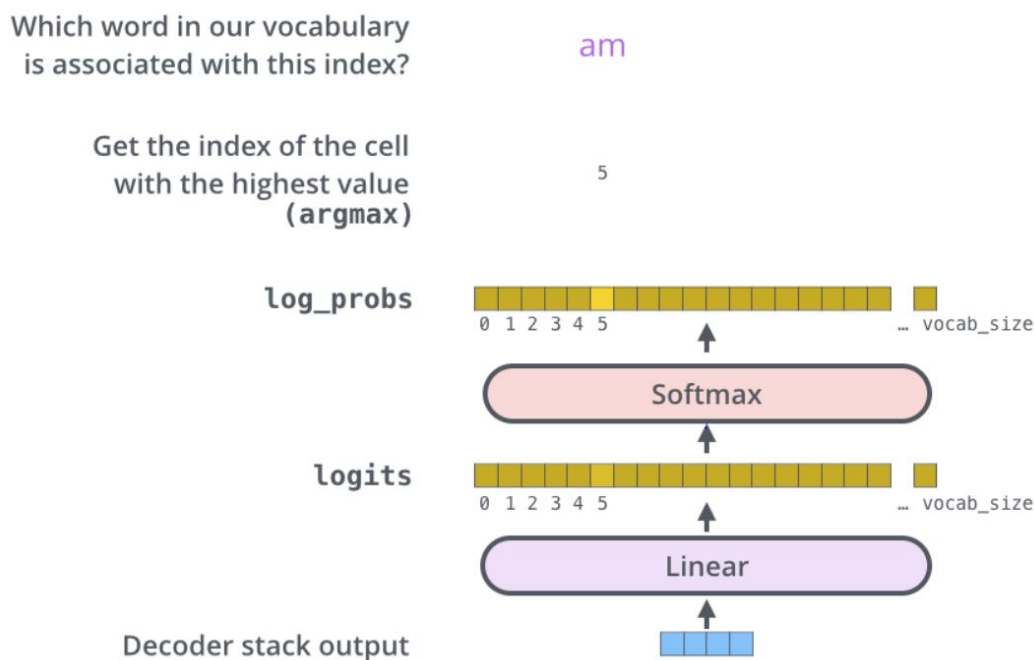 Which word in our vocabulary
is associated with this index?
am
Get the index of the cell
with the highest value
(argmax)
5
log_probs
0 1 2 3 4 5 … vocab_size
Softmax
logits
0 1 2 3 4 5 … vocab_size
Linear
Decoder stack output